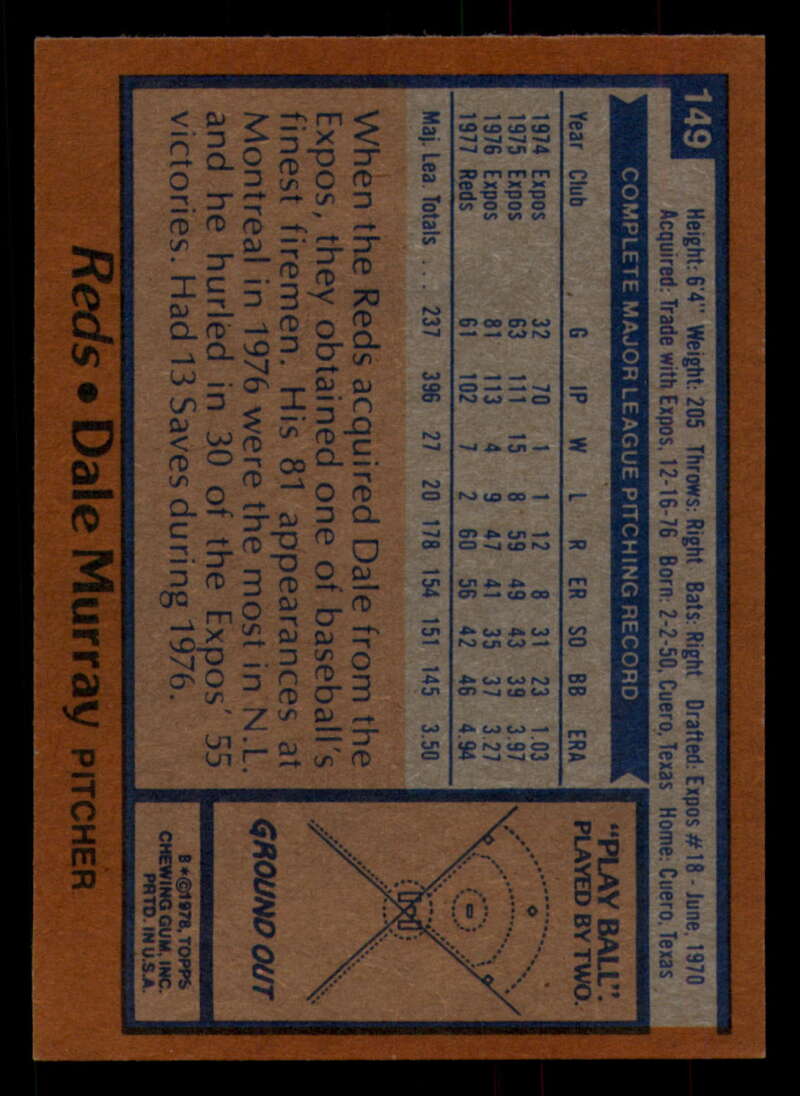 149
Height: 6'4" Weight: 205 Throws: Right Bats: Right Drafted: Expos #18 - June, 1970
Acquired: Trade with Expos, 12-16-76 Born: 2-2-50, Cuero, Texas Home: Cuero, Texas
COMPLETE MAJOR LEAGUE PITCHING RECORD
Year Club G IP W L R ER SO BB ERA
1974 Expos 32 70 1 1 12 8 31 23 1.03
1975 Expos 63 111 15 8 59 49 43 39 3.97
1976 Expos 81 113 4 9 47 41 35 37 3.27
1977 Reds 61 102 7 2 60 56 42 46 4.94
Maj. Lea. Totals ... 237 396 27 20 178 154 151 145 3.50
When the Reds acquired Dale from the
Expos, they obtained one of baseball's
finest firemen. His 81 appearances at
Montreal in 1976 were the most in N.L.
and he hurled in 30 of the Expos' 55
victories. Had 13 Saves during 1976.
"PLAY BALL".
PLAYED BY TWO.
GROUND OUT
B*©1978, TOPPS
CHEWING GUM, INC.
PRTD. IN U.S.A.
Reds • Dale Murray PITCHER